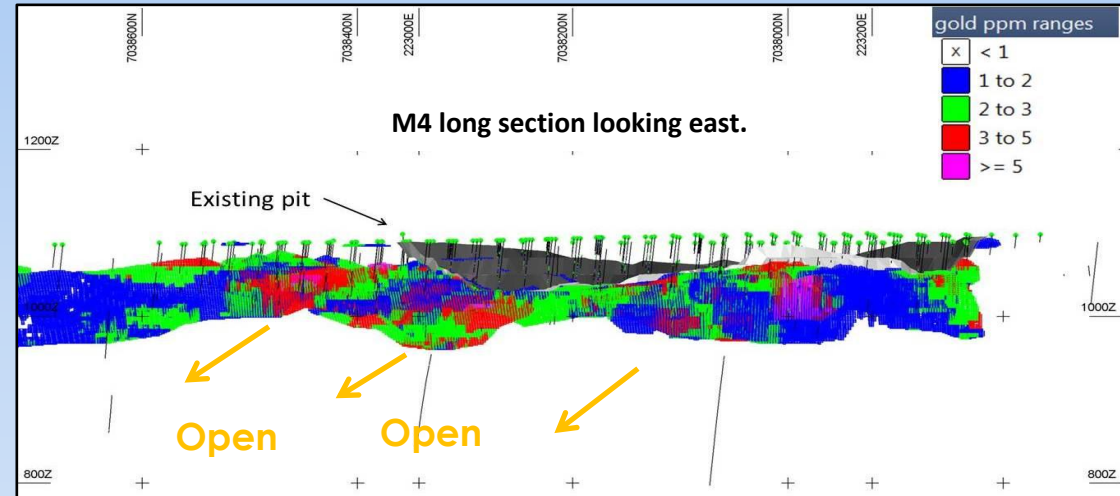 7038600N
7038400N
223000E
7038200N
7038000N
223200E
gold ppm ranges
x < 1
1 to 2
2 to 3
3 to 5
>= 5
M4 long section looking east.
1200Z
Existing pit
1000Z
1000Z
Open
Open
800Z
800Z